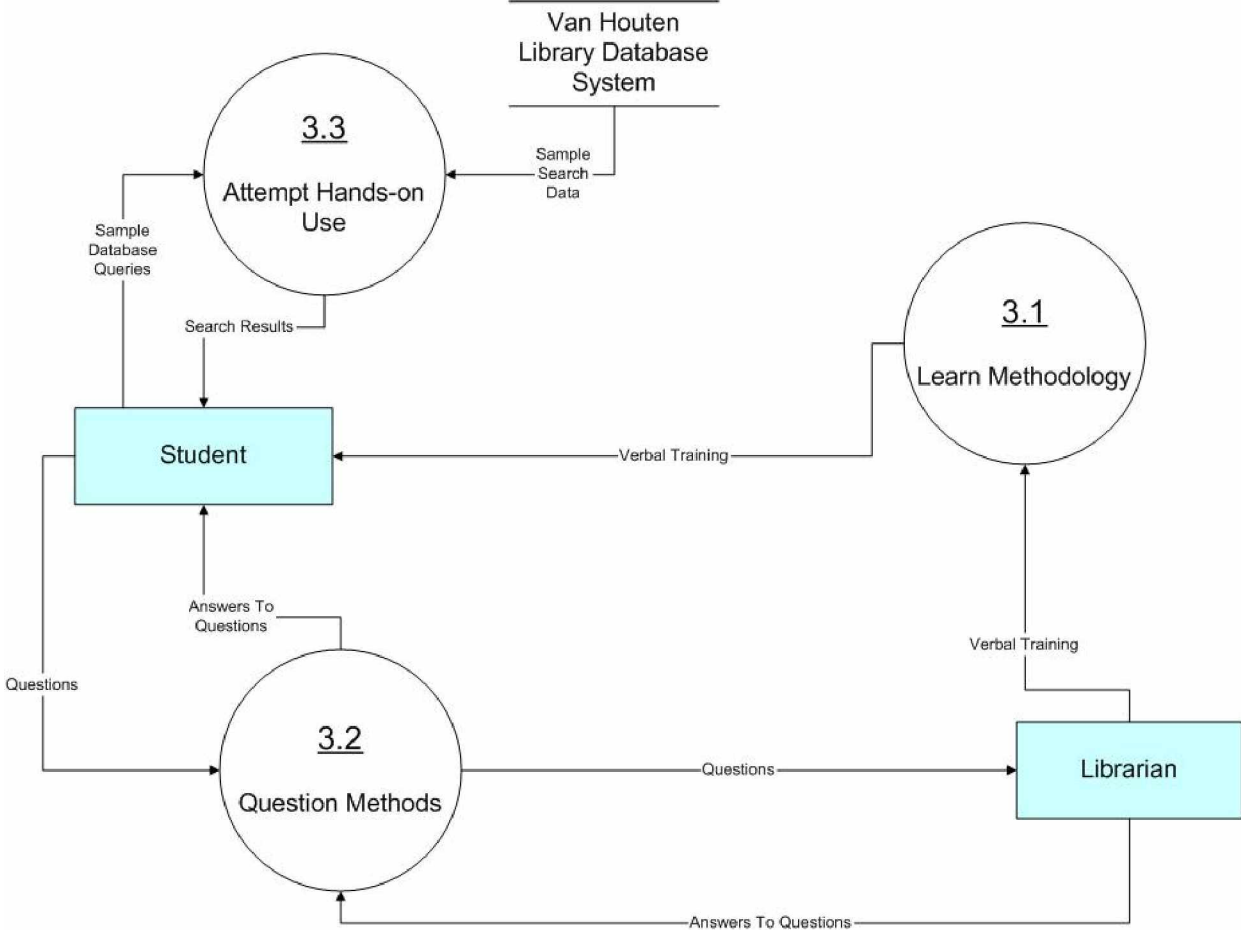 Van Houten
Library Database
System
3.3
Attempt Hands-on
Use
Sample
Search
Data
Sample
Database
Queries
Search Results
3.1
Learn Methodology
Student
Verbal Training
Answers To
Questions
Verbal Training
Questions
3.2
Question Methods
Questions
Librarian
Answers To Questions